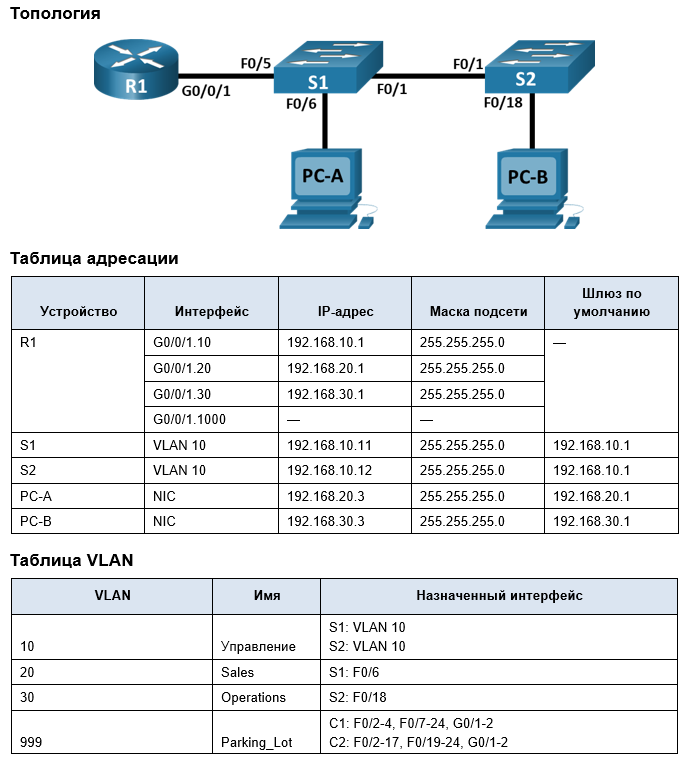 Топология
R1
G0/0/1
F0/5
S1
F0/6
F0/1
F0/1
S2
F0/18
PC-A
PC-B
Таблица адресации
Устройство Интерфейс IP-адрес Маска подсети Шлюз по умолчанию
R1 G0/0/1.10 192.168.10.1 255.255.255.0 —
G0/0/1.20 192.168.20.1 255.255.255.0
G0/0/1.30 192.168.30.1 255.255.255.0
G0/0/1.1000 — —
S1 VLAN 10 192.168.10.11 255.255.255.0 192.168.10.1
S2 VLAN 10 192.168.10.12 255.255.255.0 192.168.10.1
PC-A NIC 192.168.20.3 255.255.255.0 192.168.20.1
PC-B NIC 192.168.30.3 255.255.255.0 192.168.30.1
Таблица VLAN
VLAN Имя Назначенный интерфейс
S1: VLAN 10
10 Управление S2: VLAN 10
20 Sales S1: F0/6
30 Operations S2: F0/18
C1: F0/2-4, F0/7-24, G0/1-2
999 Parking_Lot C2: F0/2-17, F0/19-24, G0/1-2